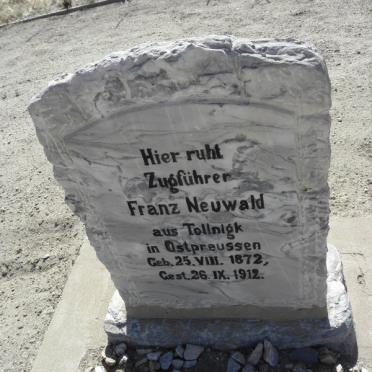 Hier ruht
Zugführer
Franz Neuwald
aus Tollnigk
in Ostpreussen
Geb. 25. VIII. 1872,
Gest. 26. IX. 1912.